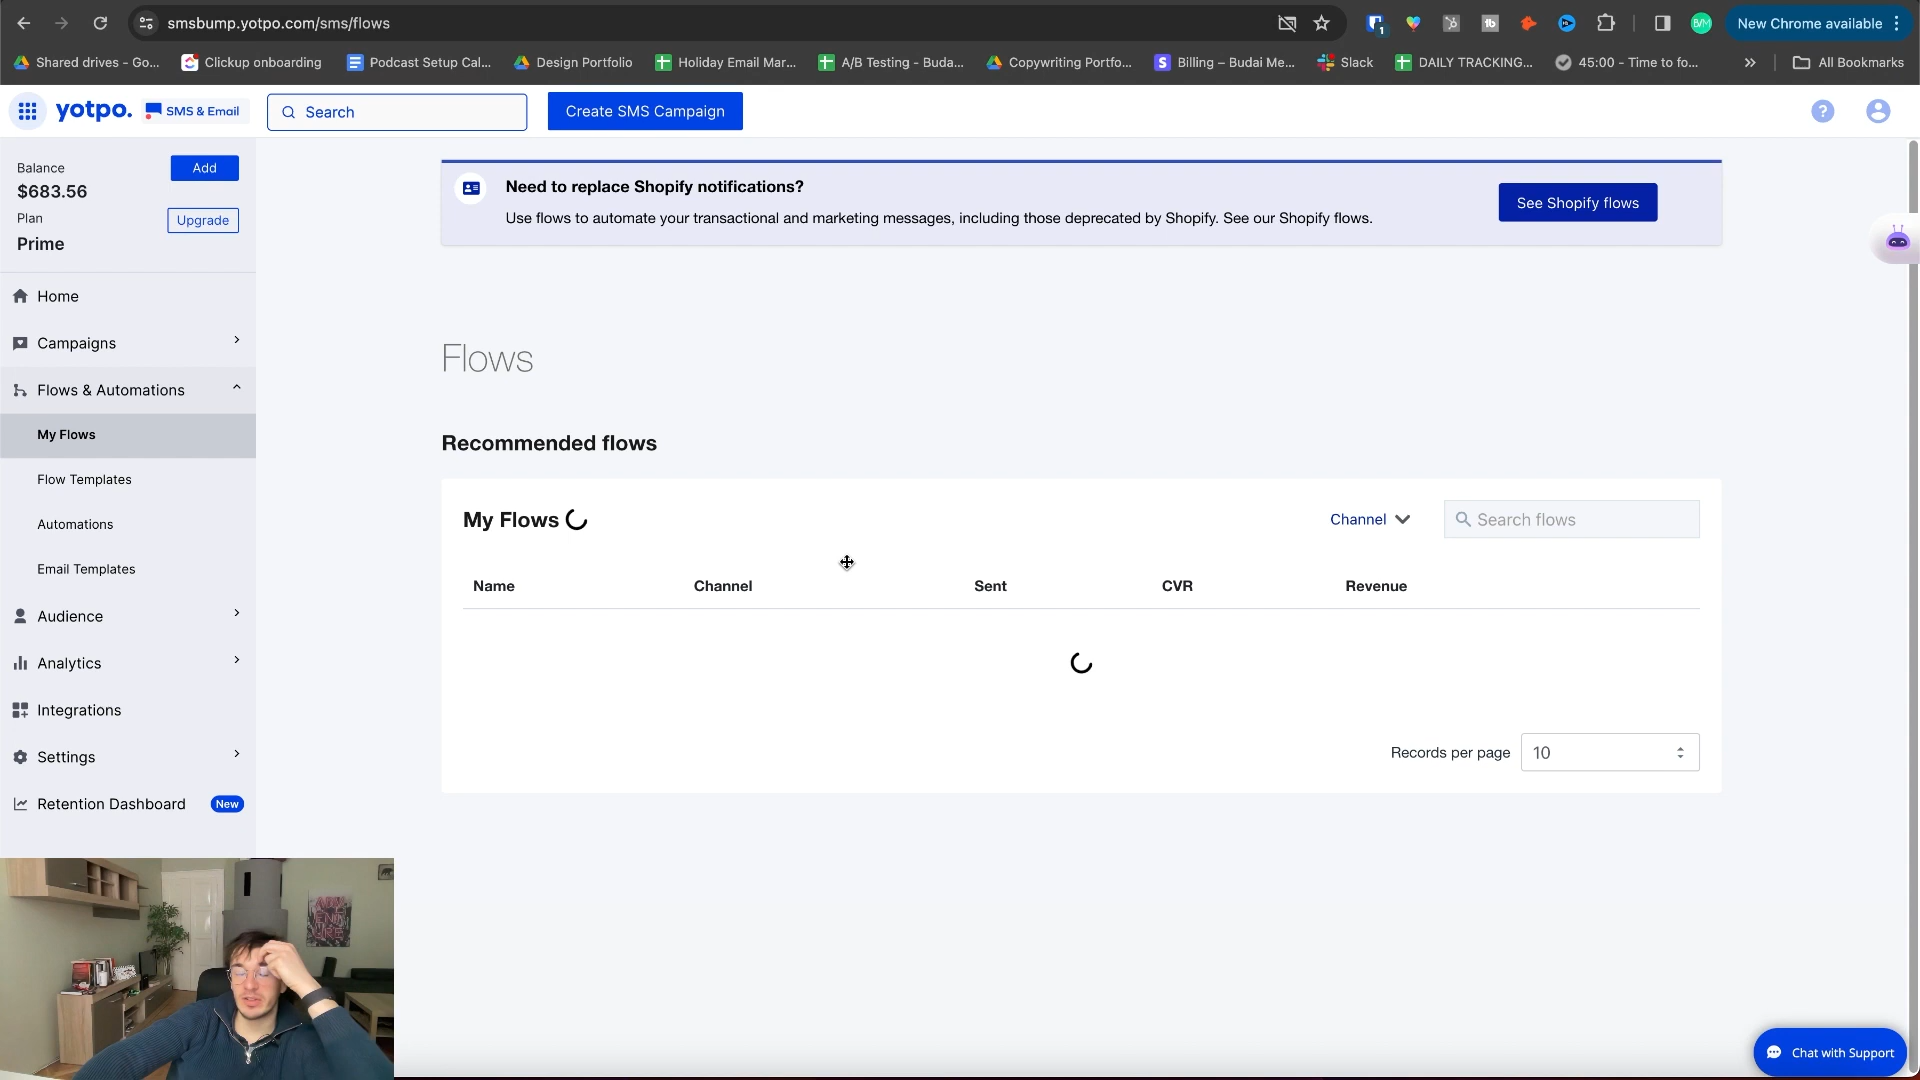 smsbump.yotpo.com/sms/flows
New Chrome available
Shared drives - Go...
Clickup onboarding
Podcast Setup Cal...
Design Portfolio
Holiday Email Mar...
A/B Testing - Buda...
Copywriting Portfo...
Billing – Budai Me...
Slack
DAILY TRACKING...
45:00 - Time to fo...
All Bookmarks
yotpo.
SMS & Email
Search
Create SMS Campaign
Balance
Add
$683.56
Plan
Upgrade
Prime
Need to replace Shopify notifications?
Use flows to automate your transactional and marketing messages, including those deprecated by Shopify. See our Shopify flows.
See Shopify flows
Home
Campaigns
Flows & Automations
My Flows
Flow Templates
Automations
Email Templates
Audience
Analytics
Integrations
Settings
Retention Dashboard
New
Flows
Recommended flows
My Flows
Channel
Search flows
Name
Channel
Sent
CVR
Revenue
Records per page
10
Chat with Support